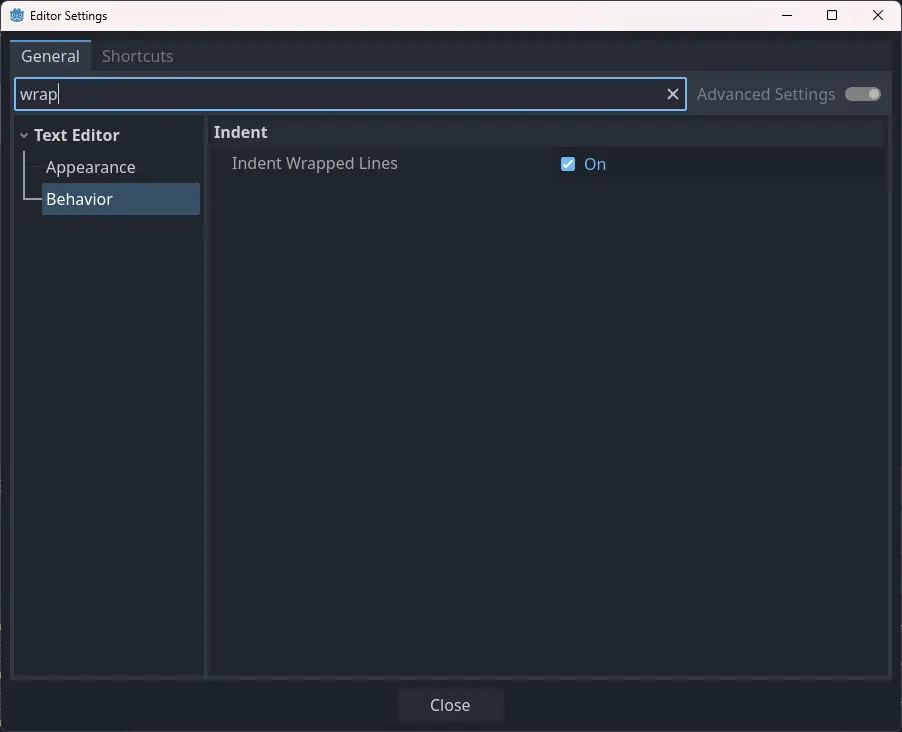 Editor Settings
General Shortcuts
wrap Advanced Settings
Text Editor
Appearance
Behavior
Indent
Indent Wrapped Lines On
Close